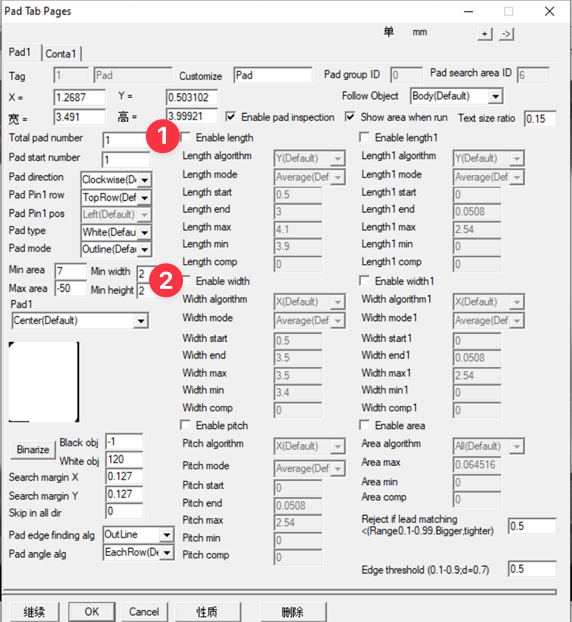 Pad Tab Pages
单 mm + ->
Pad1 Conta1
Tag 1 Pad Customize Pad Pad group ID 0 Pad search area ID 6
X = 1.2687 Y = 0.503102 Follow Object Body(Default)
宽 = 3.491 高 = 3.99921 Enable pad inspection Show area when run Text size ratio 0.15
Total pad number 1
Pad start number 1
Pad direction Clockwise(D
Pad Pin1 row TopRow(Def
Pad Pin1 pos Left(Default)
Pad type White(Defau
Pad mode Outline(Defau
Min area 7 Min width 2
Max area -50 Min height 2
Pad1
Center(Default)
Binarize
Black obj -1
White obj 120
Search margin X 0.127
Search margin Y 0.127
Skip in all dir 0
Pad edge finding alg OutLine
Pad angle alg EachRow(De
1 Enable length
Length algorithm Y(Default)
Length mode Average(Def
Length start 0.5
Length end 3
Length max 4.1
Length min 3.9
Length comp 0
2 Enable width
Width algorithm X(Default)
Width mode Average(Def
Width start 0.5
Width end 3.5
Width max 3.5
Width min 3.4
Width comp 0
Enable pitch
Pitch algorithm X(Default)
Pitch mode Average(Def
Pitch start 0
Pitch end 0.0508
Pitch max 2.54
Pitch min 0
Pitch comp 0
Enable length1
Length1 algorithm Y(Default)
Length1 mode Average(Def
Length1 start 0
Length1 end 0.0508
Length1 max 2.54
Length1 min 0
Length1 comp 0
Enable width1
Width algorithm1 X(Default)
Width mode1 Average(Def
Width start1 0
Width end1 0.0508
Width max1 2.54
Width min1 0
Width comp1 0
Enable area
Area algorithm All(Default)
Area max 0.064516
Area min 0
Area comp 0
Reject if lead matching
<(Range0.1-0.99.Bigger,tighter) 0.5
Edge threshold (0.1-0.9;d=0.7) 0.5
继续 OK Cancel 性质 删除